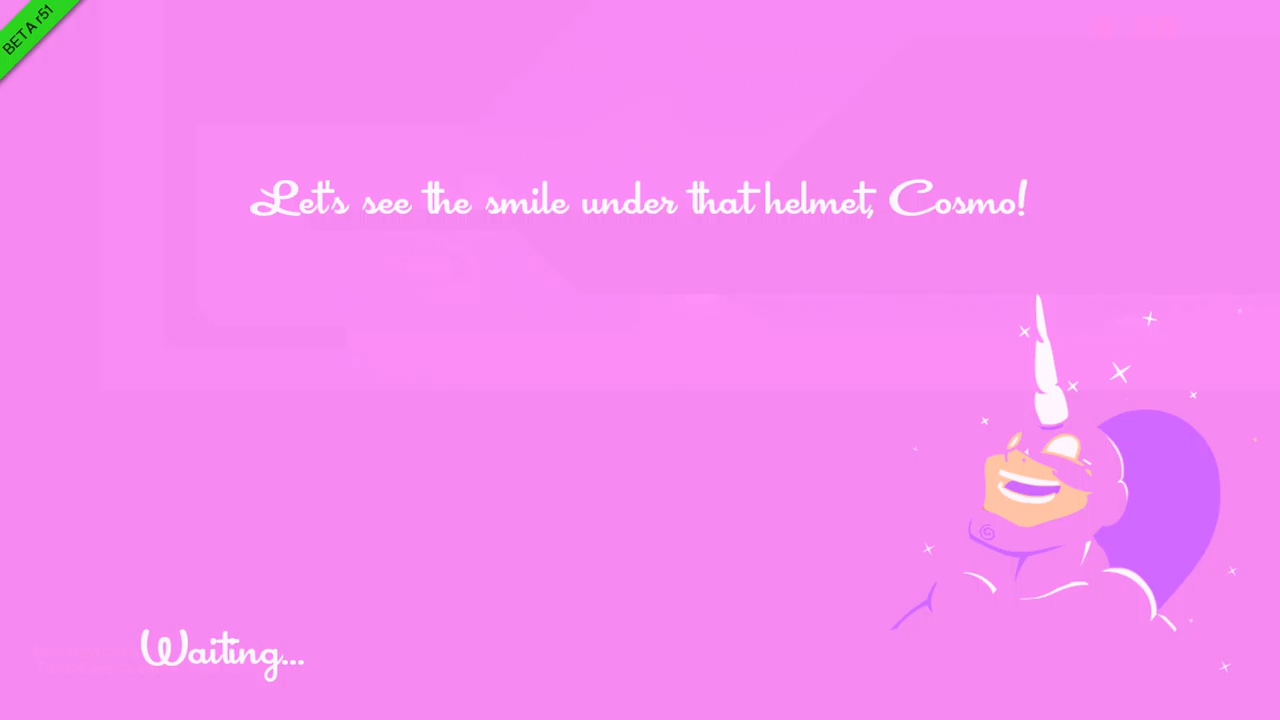 BETA r51
Let's see the smile under that helmet, Cosmo!
Waiting...